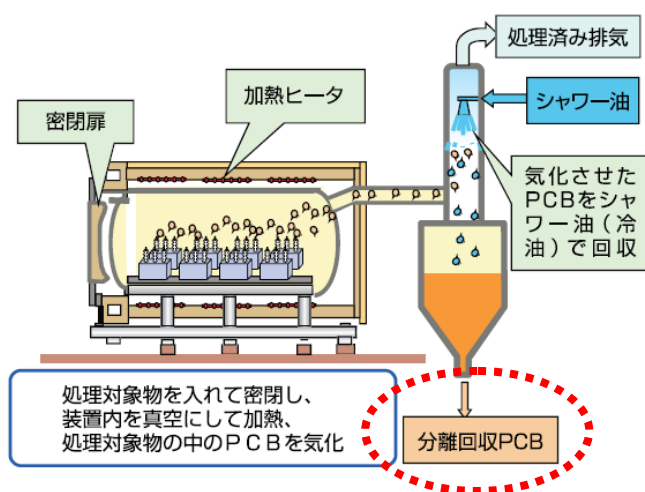 処理済み排気
加熱ヒータ
シャワー油
密閉扉
気化させた
PCBをシャ
ワー油(冷
油)で回収
処理対象物を入れて密閉し、
装置内を真空にして加熱、
処理対象物の中のPCBを気化
分離回収PCB